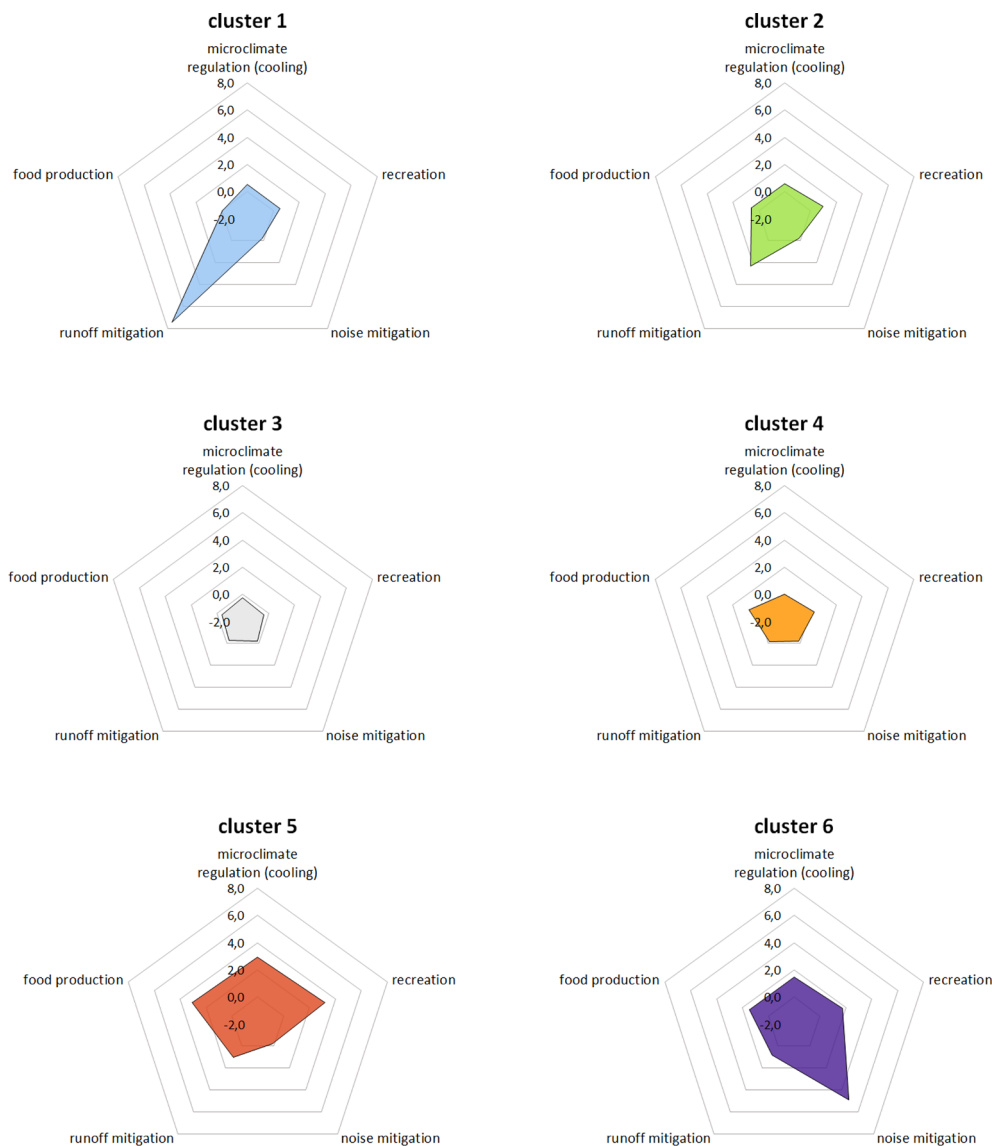 cluster 1
microclimate
regulation (cooling)
8,0
6,0
4,0
2,0
0,0
-2,0
food production
recreation
runoff mitigation
noise mitigation
cluster 2
microclimate
regulation (cooling)
8,0
6,0
4,0
2,0
0,0
-2,0
food production
recreation
runoff mitigation
noise mitigation
cluster 3
microclimate
regulation (cooling)
8,0
6,0
4,0
2,0
0,0
-2,0
food production
recreation
runoff mitigation
noise mitigation
cluster 4
microclimate
regulation (cooling)
8,0
6,0
4,0
2,0
0,0
-2,0
food production
recreation
runoff mitigation
noise mitigation
cluster 5
microclimate
regulation (cooling)
8,0
6,0
4,0
2,0
0,0
-2,0
food production
recreation
runoff mitigation
noise mitigation
cluster 6
microclimate
regulation (cooling)
8,0
6,0
4,0
2,0
0,0
-2,0
food production
recreation
runoff mitigation
noise mitigation